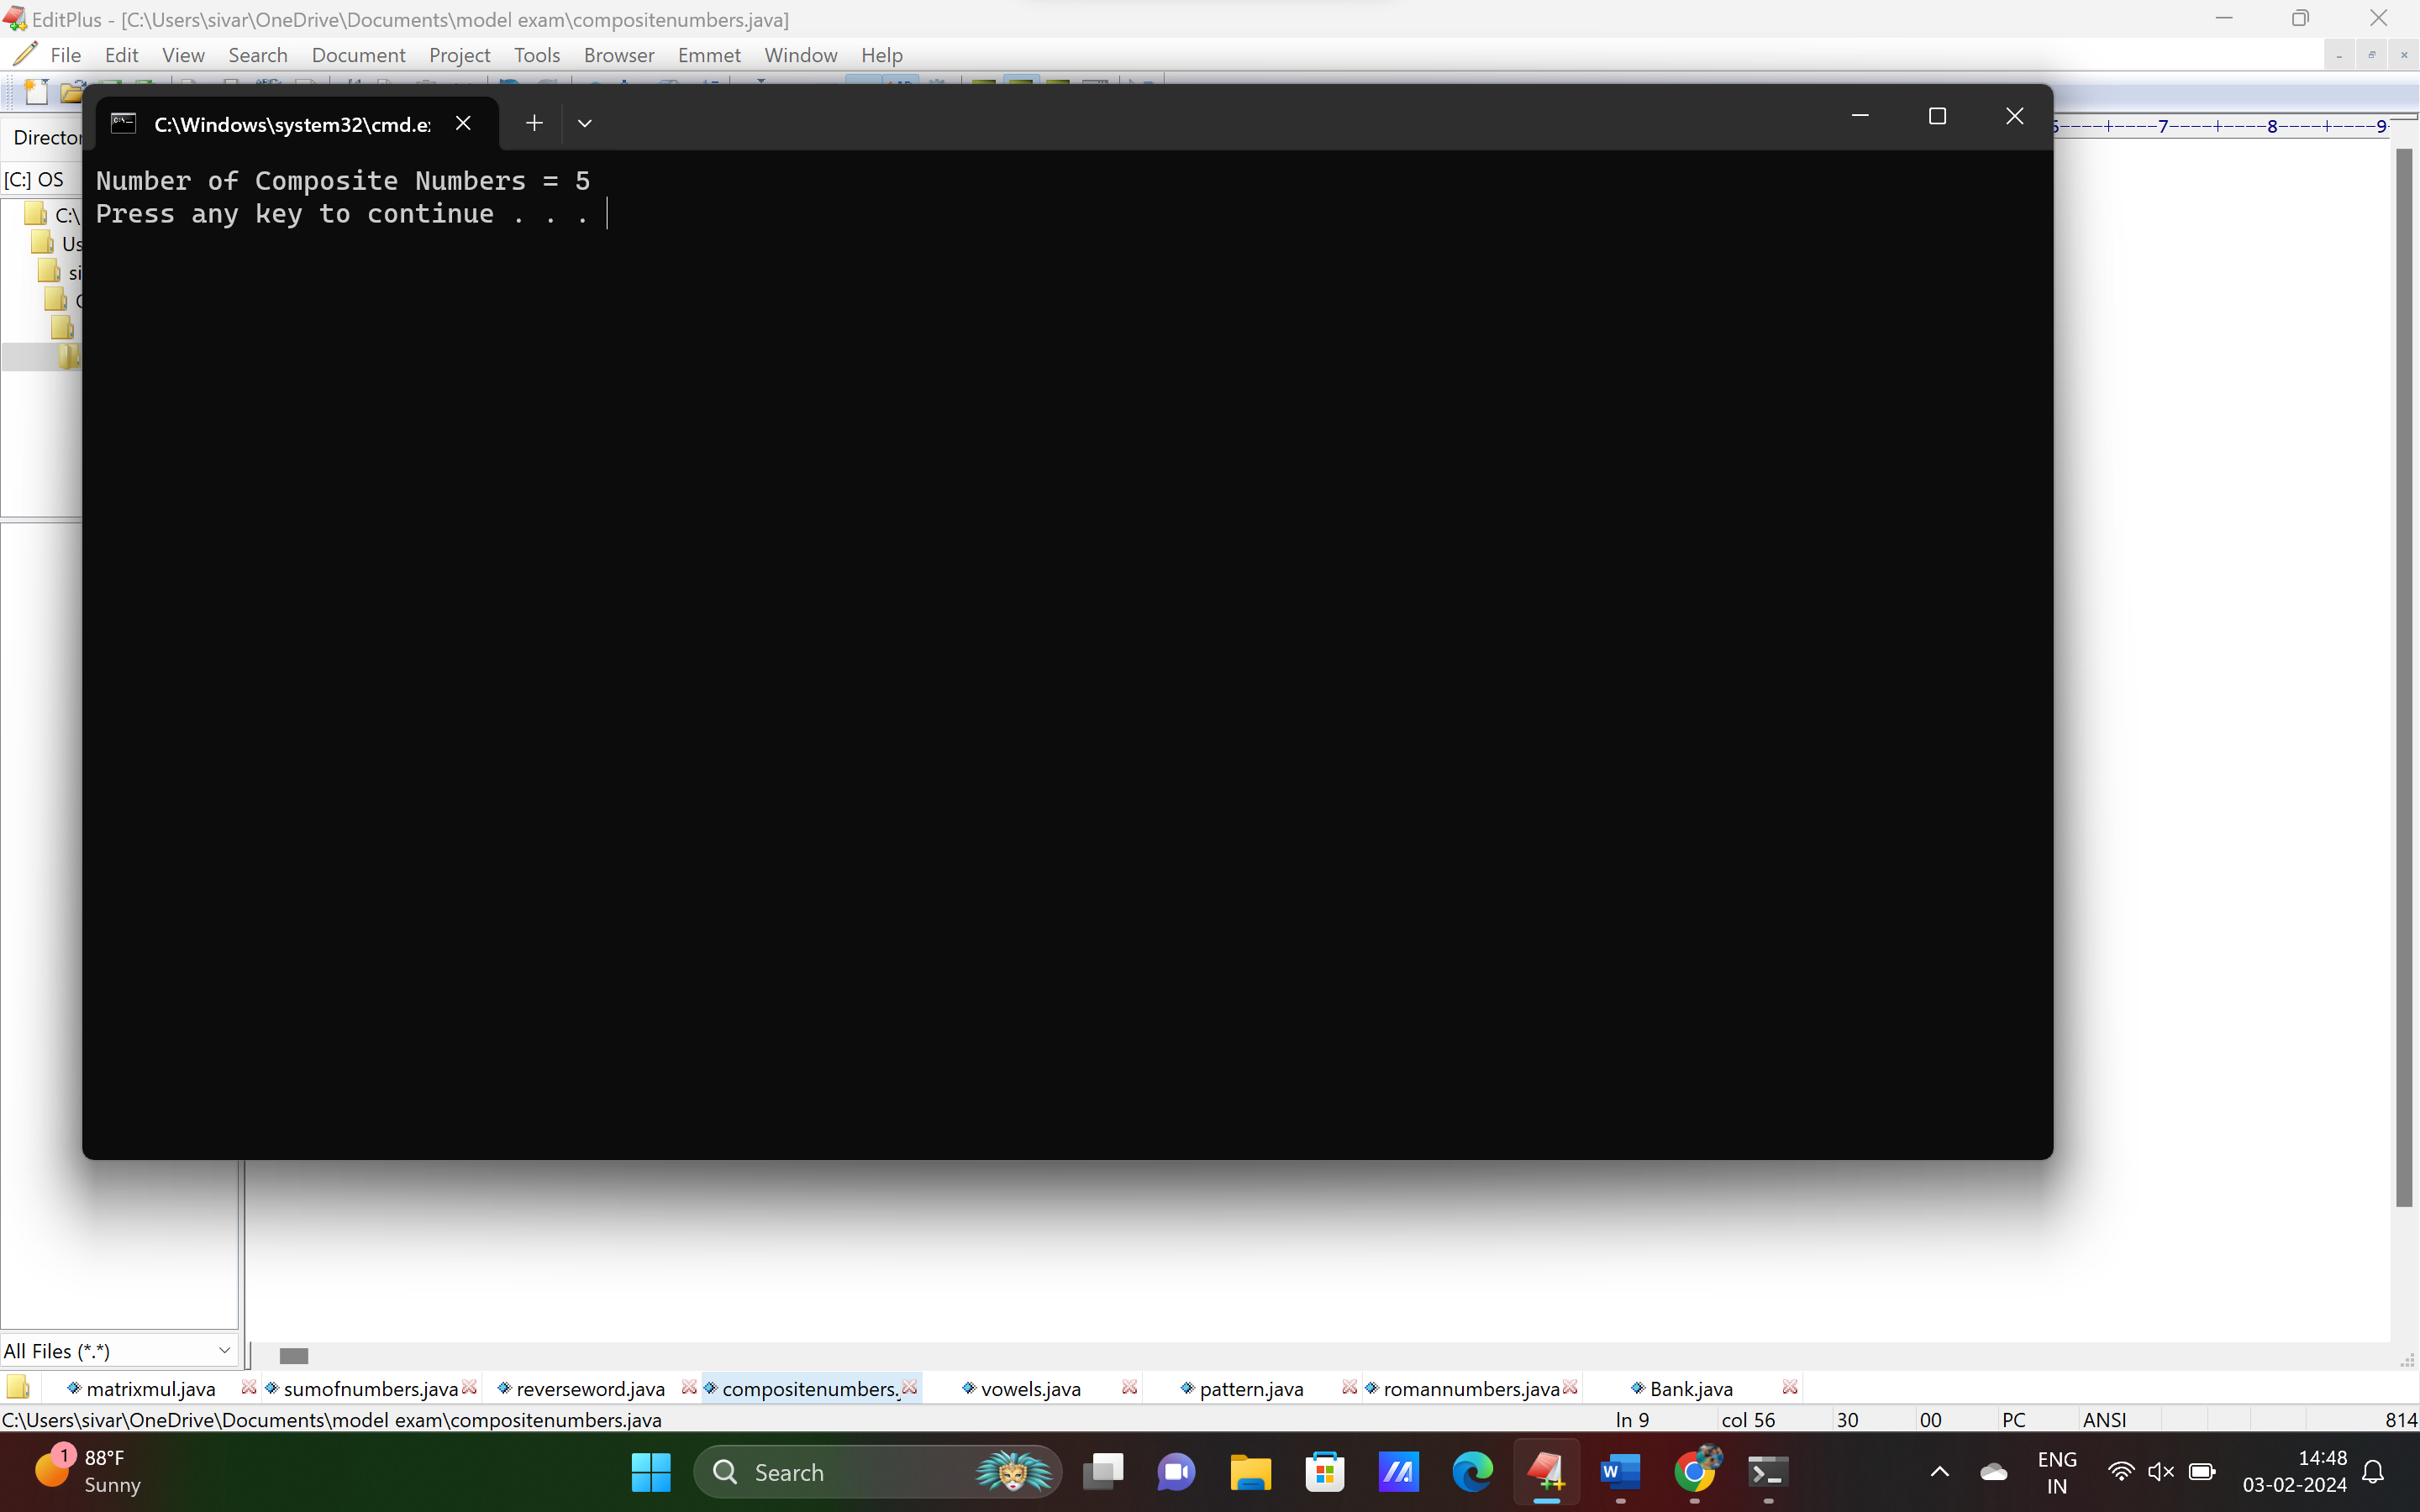 EditPlus - [C:\Users\sivar\OneDrive\Documents\model exam\compositenumbers.java]
File Edit View Search Document Project Tools Browser Emmet Window Help
C:\Windows\system32\cmd.e
Director
7 8 9
[C:] OS
Number of Composite Numbers = 5
Press any key to continue . . .
C:\
Us
si
All Files (*.*)
matrixmul.java sumofnumbers.java reverseword.java compositenumbers. vowels.java pattern.java romannumbers.java Bank.java
C:\Users\sivar\OneDrive\Documents\model exam\compositenumbers.java ln 9 col 56 30 00 PC ANSI 814
1 88°F
Sunny
Search
ENG
IN
14:48
03-02-2024